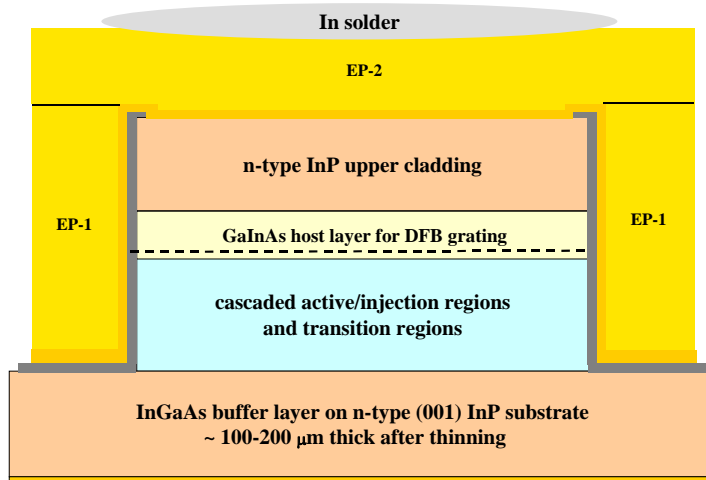 In solder
EP-2
n-type InP upper cladding
EP-1
GaInAs host layer for DFB grating
EP-1
cascaded active/injection regions
and transition regions
InGaAs buffer layer on n-type (001) InP substrate
~ 100-200 μm thick after thinning